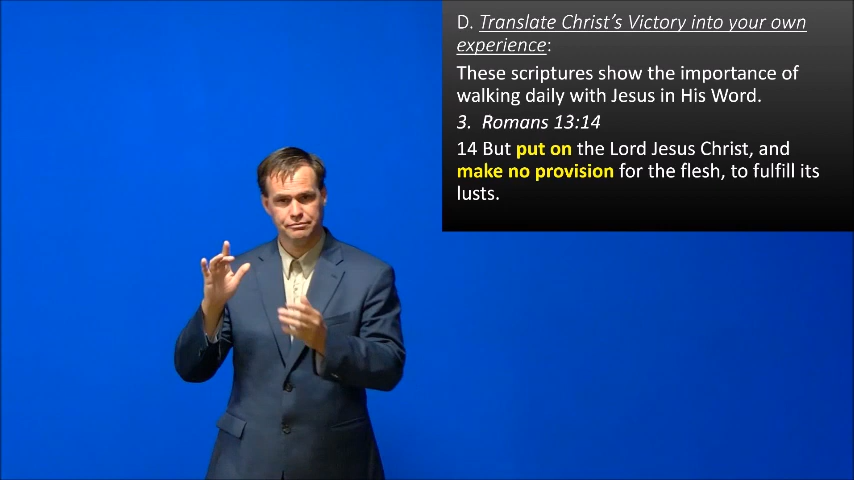 D. Translate Christ's Victory into your own
experience:
These scriptures show the importance of
walking daily with Jesus in His Word.
3. Romans 13:14
14 But put on the Lord Jesus Christ, and
make no provision for the flesh, to fulfill its
lusts.